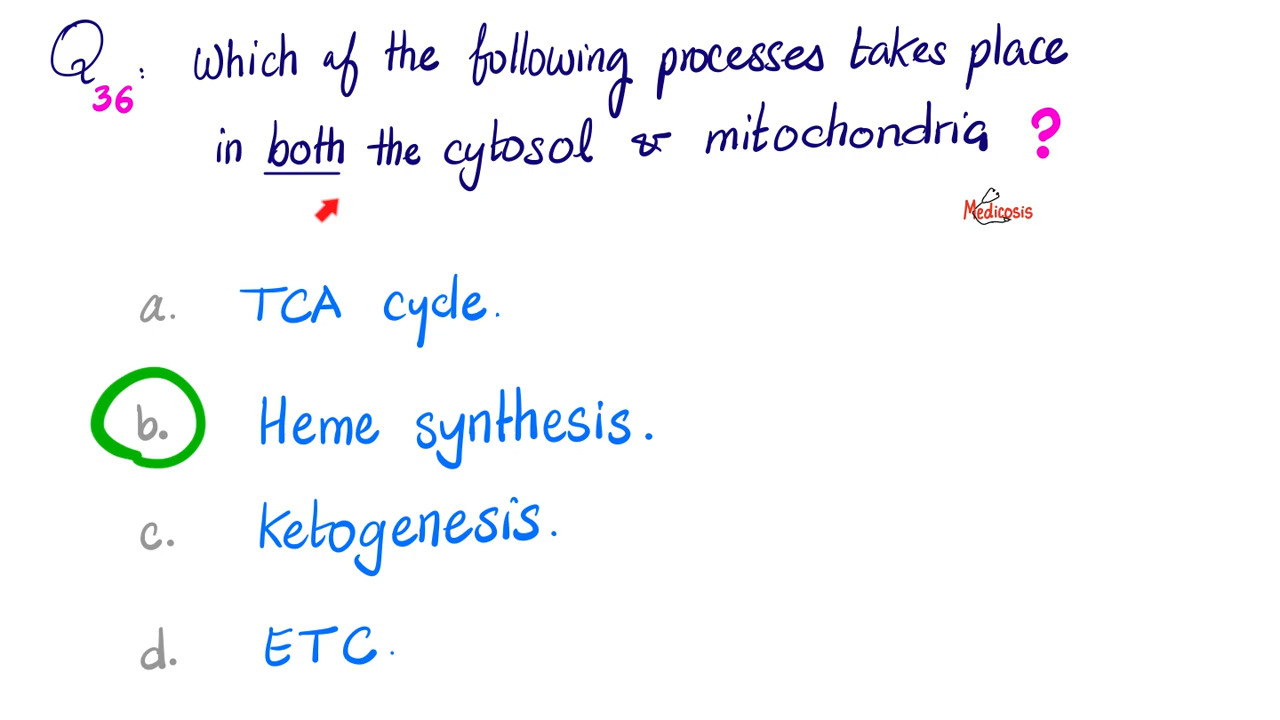 Q 36: Which of the following processes takes place
in both the cytosol & mitochondria ?
Medicosis
a. TCA cycle.
b. Heme synthesis.
c. Ketogenesis.
d. ETC.